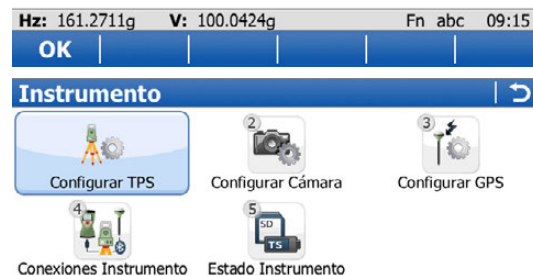 Hz: 161.2711g V: 100.0424g Fn abc 09:15
OK
Instrumento
Configurar TPS
2
Configurar Cámara
3
Configurar GPS
4
Conexiones Instrumento
5
SD
TS
Estado Instrumento